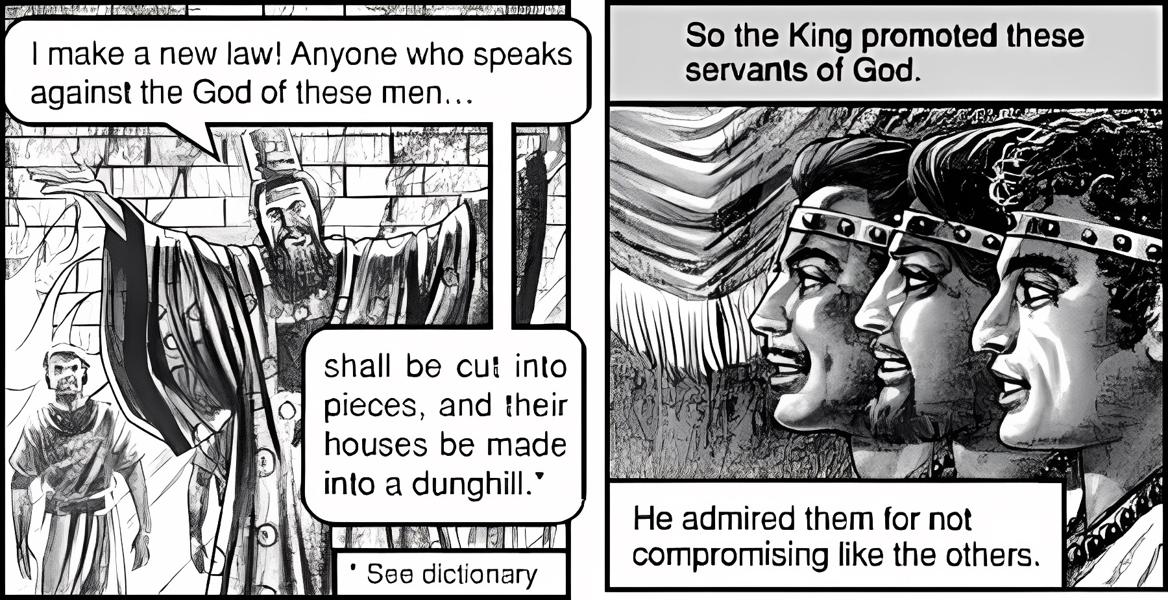 I make a new law! Anyone who speaks
against the God of these men...
shall be cut into
pieces, and their
houses be made
into a dunghill.*
* See dictionary
So the King promoted these
servants of God.
He admired them for not
compromising like the others.